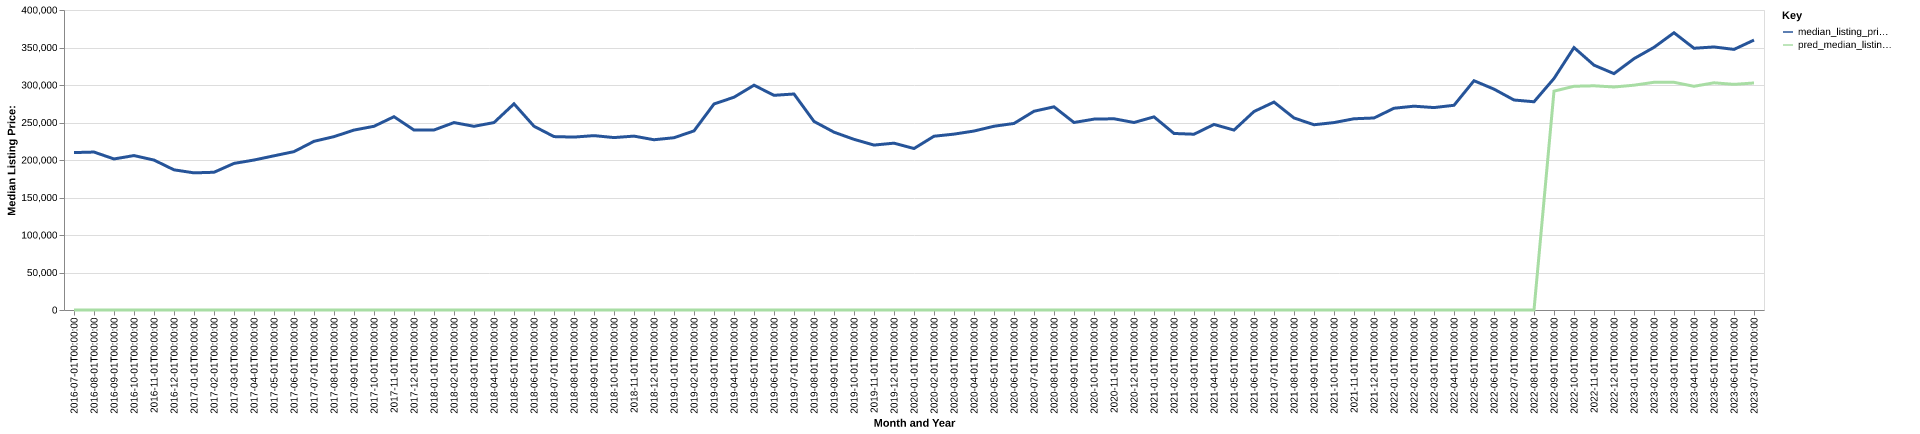 400,000
350,000
300,000
250,000
200,000
150,000
100,000
50,000
0
Median Listing Price:
2016-07-01T00:00:00
2016-08-01T00:00:00
2016-09-01T00:00:00
2016-10-01T00:00:00
2016-11-01T00:00:00
2016-12-01T00:00:00
2017-01-01T00:00:00
2017-02-01T00:00:00
2017-03-01T00:00:00
2017-04-01T00:00:00
2017-05-01T00:00:00
2017-06-01T00:00:00
2017-07-01T00:00:00
2017-08-01T00:00:00
2017-09-01T00:00:00
2017-10-01T00:00:00
2017-11-01T00:00:00
2017-12-01T00:00:00
2018-01-01T00:00:00
2018-02-01T00:00:00
2018-03-01T00:00:00
2018-04-01T00:00:00
2018-05-01T00:00:00
2018-06-01T00:00:00
2018-07-01T00:00:00
2018-08-01T00:00:00
2018-09-01T00:00:00
2018-10-01T00:00:00
2018-11-01T00:00:00
2018-12-01T00:00:00
2019-01-01T00:00:00
2019-02-01T00:00:00
2019-03-01T00:00:00
2019-04-01T00:00:00
2019-05-01T00:00:00
2019-06-01T00:00:00
2019-07-01T00:00:00
2019-08-01T00:00:00
2019-09-01T00:00:00
2019-10-01T00:00:00
2019-11-01T00:00:00
2019-12-01T00:00:00
2020-01-01T00:00:00
2020-02-01T00:00:00
2020-03-01T00:00:00
2020-04-01T00:00:00
2020-05-01T00:00:00
2020-06-01T00:00:00
2020-07-01T00:00:00
2020-08-01T00:00:00
2020-09-01T00:00:00
2020-10-01T00:00:00
2020-11-01T00:00:00
2020-12-01T00:00:00
2021-01-01T00:00:00
2021-02-01T00:00:00
2021-03-01T00:00:00
2021-04-01T00:00:00
2021-05-01T00:00:00
2021-06-01T00:00:00
2021-07-01T00:00:00
2021-08-01T00:00:00
2021-09-01T00:00:00
2021-10-01T00:00:00
2021-11-01T00:00:00
2021-12-01T00:00:00
2022-01-01T00:00:00
2022-02-01T00:00:00
2022-03-01T00:00:00
2022-04-01T00:00:00
2022-05-01T00:00:00
2022-06-01T00:00:00
2022-07-01T00:00:00
2022-08-01T00:00:00
2022-09-01T00:00:00
2022-10-01T00:00:00
2022-11-01T00:00:00
2022-12-01T00:00:00
2023-01-01T00:00:00
2023-02-01T00:00:00
2023-03-01T00:00:00
2023-04-01T00:00:00
2023-05-01T00:00:00
2023-06-01T00:00:00
2023-07-01T00:00:00
Month and Year
Key
median_listing_pri…
pred_median_listin…